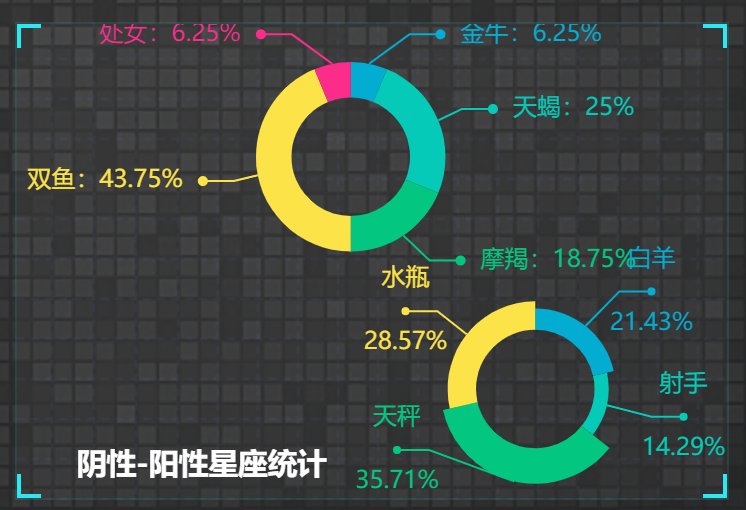 处女：6.25%
金牛：6.25%
天蝎：25%
双鱼：43.75%
摩羯：18.75%
白羊
21.43%
水瓶
28.57%
射手
14.29%
天秤
35.71%
阴性-阳性星座统计